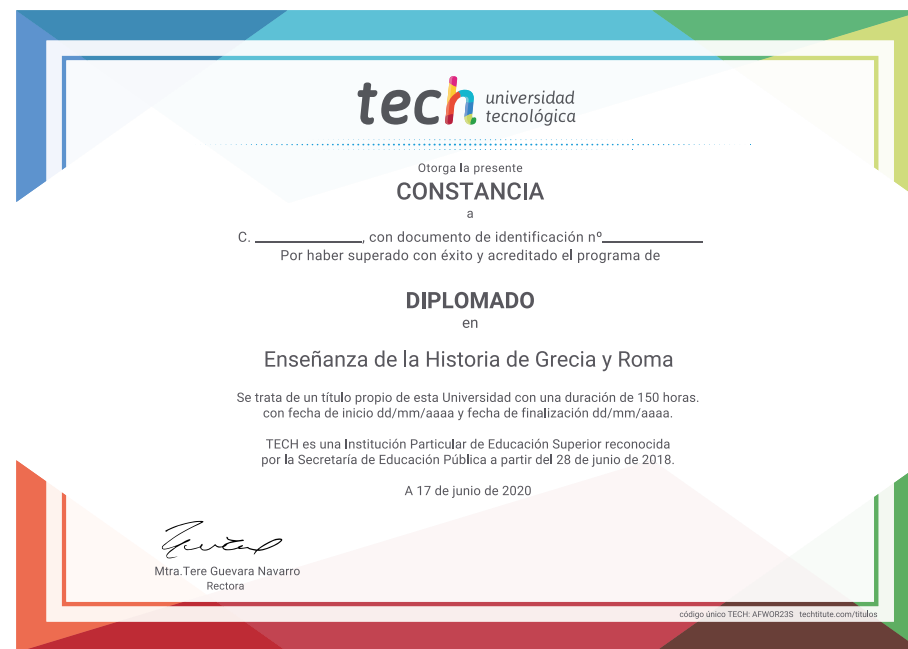 tech universidad
tecnológica
Otorga la presente
CONSTANCIA
a
C. ______________, con documento de identificación nº_____________
Por haber superado con éxito y acreditado el programa de
DIPLOMADO
en
Enseñanza de la Historia de Grecia y Roma
Se trata de un título propio de esta Universidad con una duración de 150 horas.
con fecha de inicio dd/mm/aaaa y fecha de finalización dd/mm/aaaa.
TECH es una Institución Particular de Educación Superior reconocida
por la Secretaría de Educación Pública a partir del 28 de junio de 2018.
A 17 de junio de 2020
Mtra.Tere Guevara Navarro
Rectora
código único TECH: AFWOR23S techtitute.com/titulos